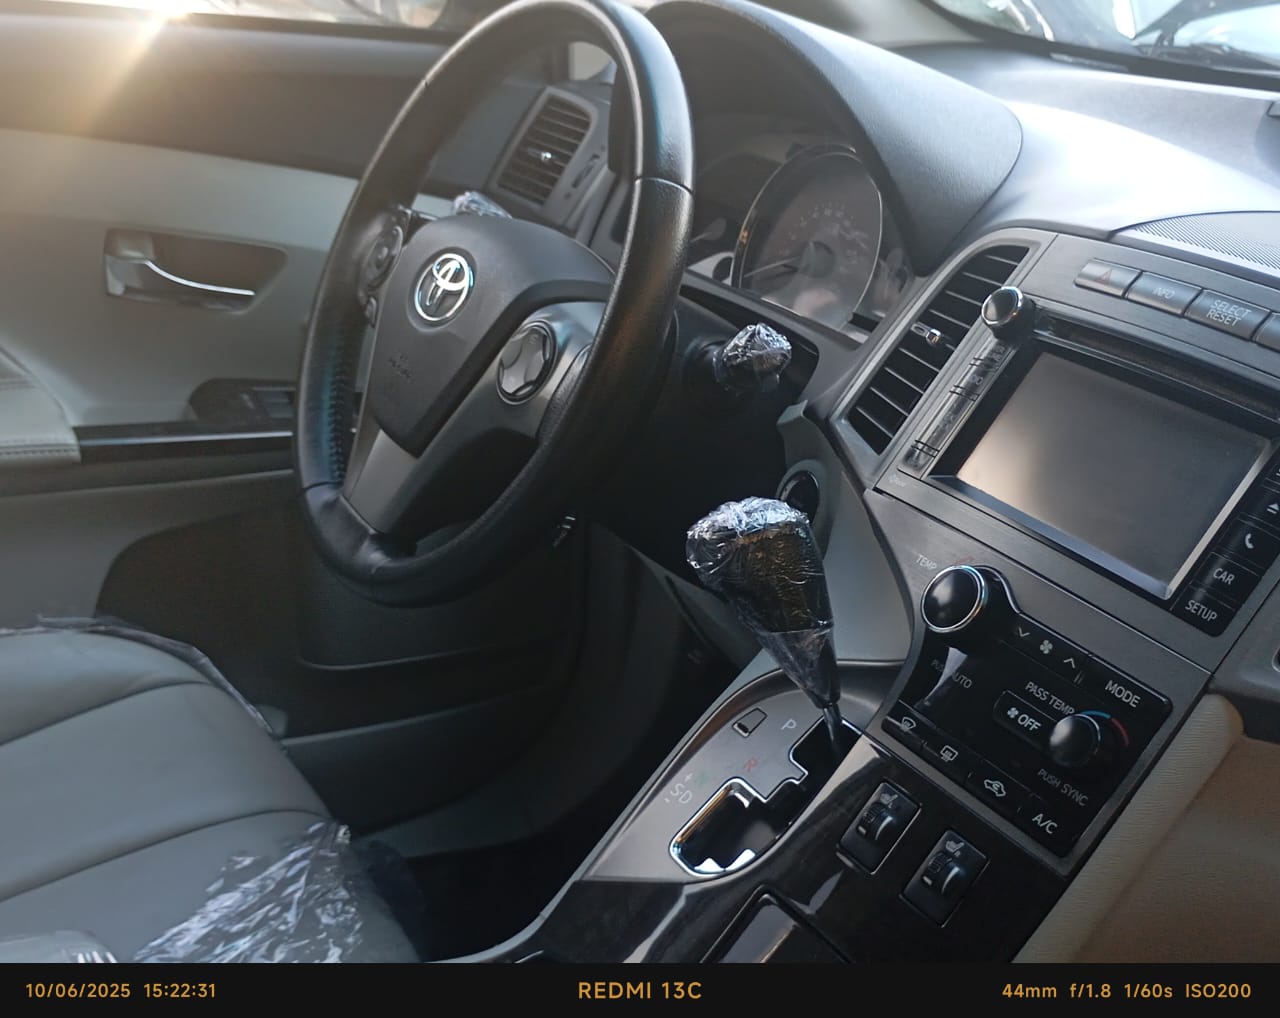 INFO
SELECT
RESET
CAR
SETUP
TEMP
AUTO
MODE
PASS TEMP
OFF
PUSH SYNC
A/C
P
R
+
S-D
-
10/06/2025 15:22:31
REDMI 13C
44mm f/1.8 1/60s ISO200